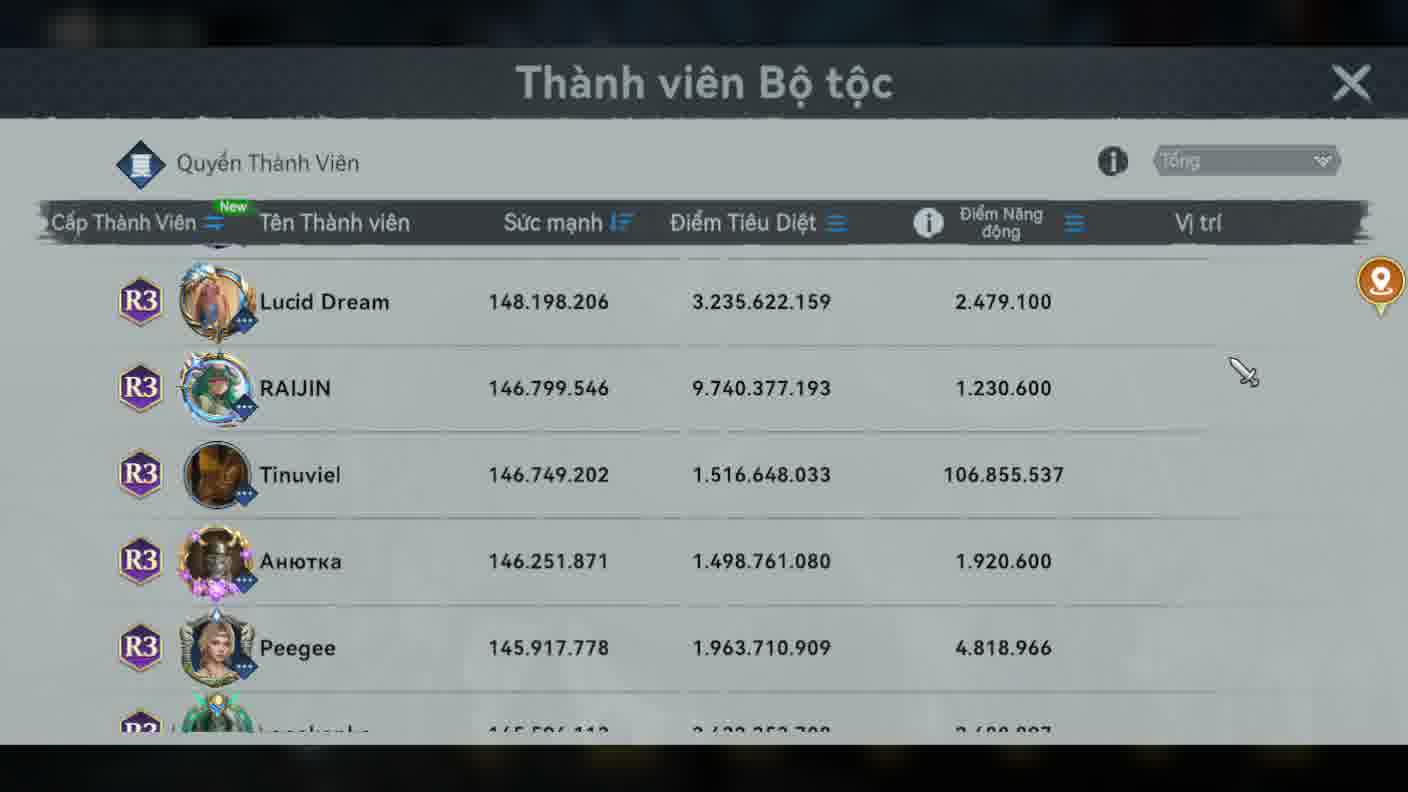 Thành viên Bộ tộc
Quyển Thành Viên
Tổng
New
Cấp Thành Viên Tên Thành viên Sức mạnh Điểm Tiêu Diệt Điểm Năng động Vị trí
R3 Lucid Dream 148.198.206 3.235.622.159 2.479.100
R3 RAIJIN 146.799.546 9.740.377.193 1.230.600
R3 Tinuviel 146.749.202 1.516.648.033 106.855.537
R3 Анютка 146.251.871 1.498.761.080 1.920.600
R3 Peegee 145.917.778 1.963.710.909 4.818.966
R3